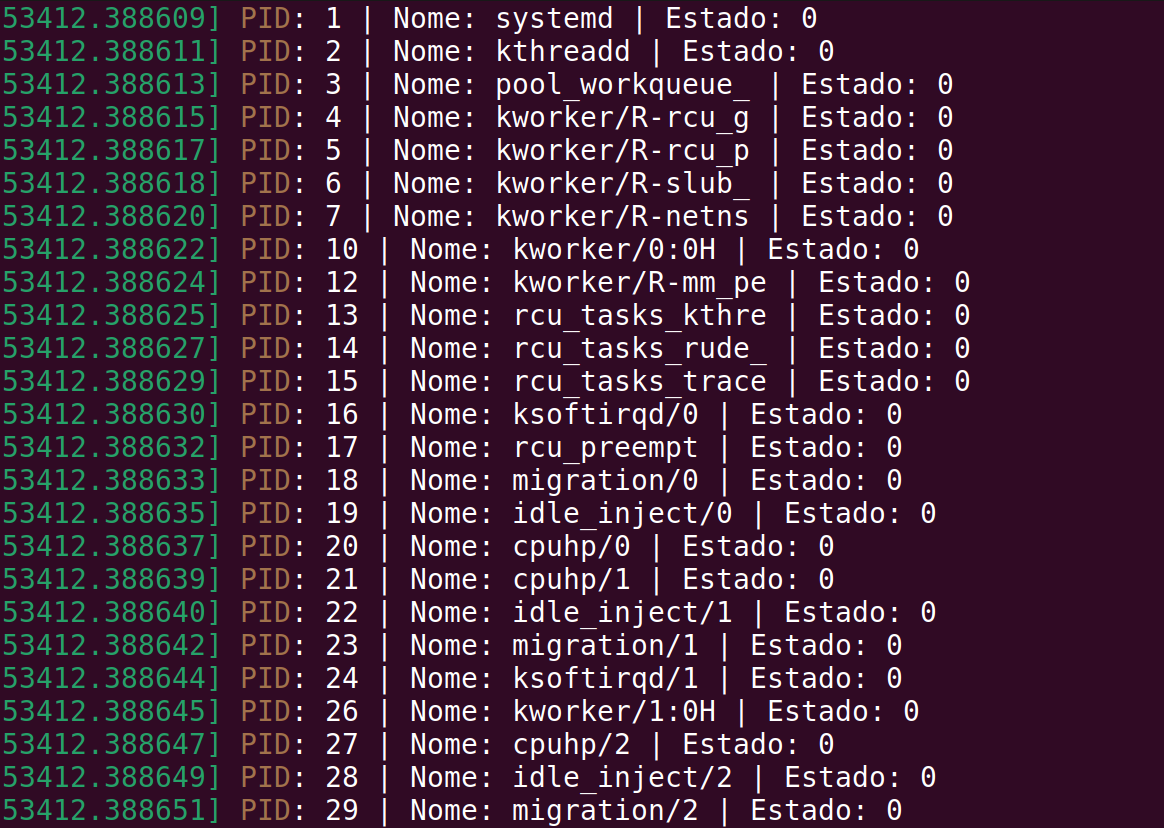 53412.388609] PID: 1 | Nome: systemd | Estado: 0
53412.388611] PID: 2 | Nome: kthreadd | Estado: 0
53412.388613] PID: 3 | Nome: pool_workqueue_ | Estado: 0
53412.388615] PID: 4 | Nome: kworker/R-rcu_g | Estado: 0
53412.388617] PID: 5 | Nome: kworker/R-rcu_p | Estado: 0
53412.388618] PID: 6 | Nome: kworker/R-slub_ | Estado: 0
53412.388620] PID: 7 | Nome: kworker/R-netns | Estado: 0
53412.388622] PID: 10 | Nome: kworker/0:0H | Estado: 0
53412.388624] PID: 12 | Nome: kworker/R-mm_pe | Estado: 0
53412.388625] PID: 13 | Nome: rcu_tasks_kthre | Estado: 0
53412.388627] PID: 14 | Nome: rcu_tasks_rude_ | Estado: 0
53412.388629] PID: 15 | Nome: rcu_tasks_trace | Estado: 0
53412.388630] PID: 16 | Nome: ksoftirqd/0 | Estado: 0
53412.388632] PID: 17 | Nome: rcu_preempt | Estado: 0
53412.388633] PID: 18 | Nome: migration/0 | Estado: 0
53412.388635] PID: 19 | Nome: idle_inject/0 | Estado: 0
53412.388637] PID: 20 | Nome: cpuhp/0 | Estado: 0
53412.388639] PID: 21 | Nome: cpuhp/1 | Estado: 0
53412.388640] PID: 22 | Nome: idle_inject/1 | Estado: 0
53412.388642] PID: 23 | Nome: migration/1 | Estado: 0
53412.388644] PID: 24 | Nome: ksoftirqd/1 | Estado: 0
53412.388645] PID: 26 | Nome: kworker/1:0H | Estado: 0
53412.388647] PID: 27 | Nome: cpuhp/2 | Estado: 0
53412.388649] PID: 28 | Nome: idle_inject/2 | Estado: 0
53412.388651] PID: 29 | Nome: migration/2 | Estado: 0